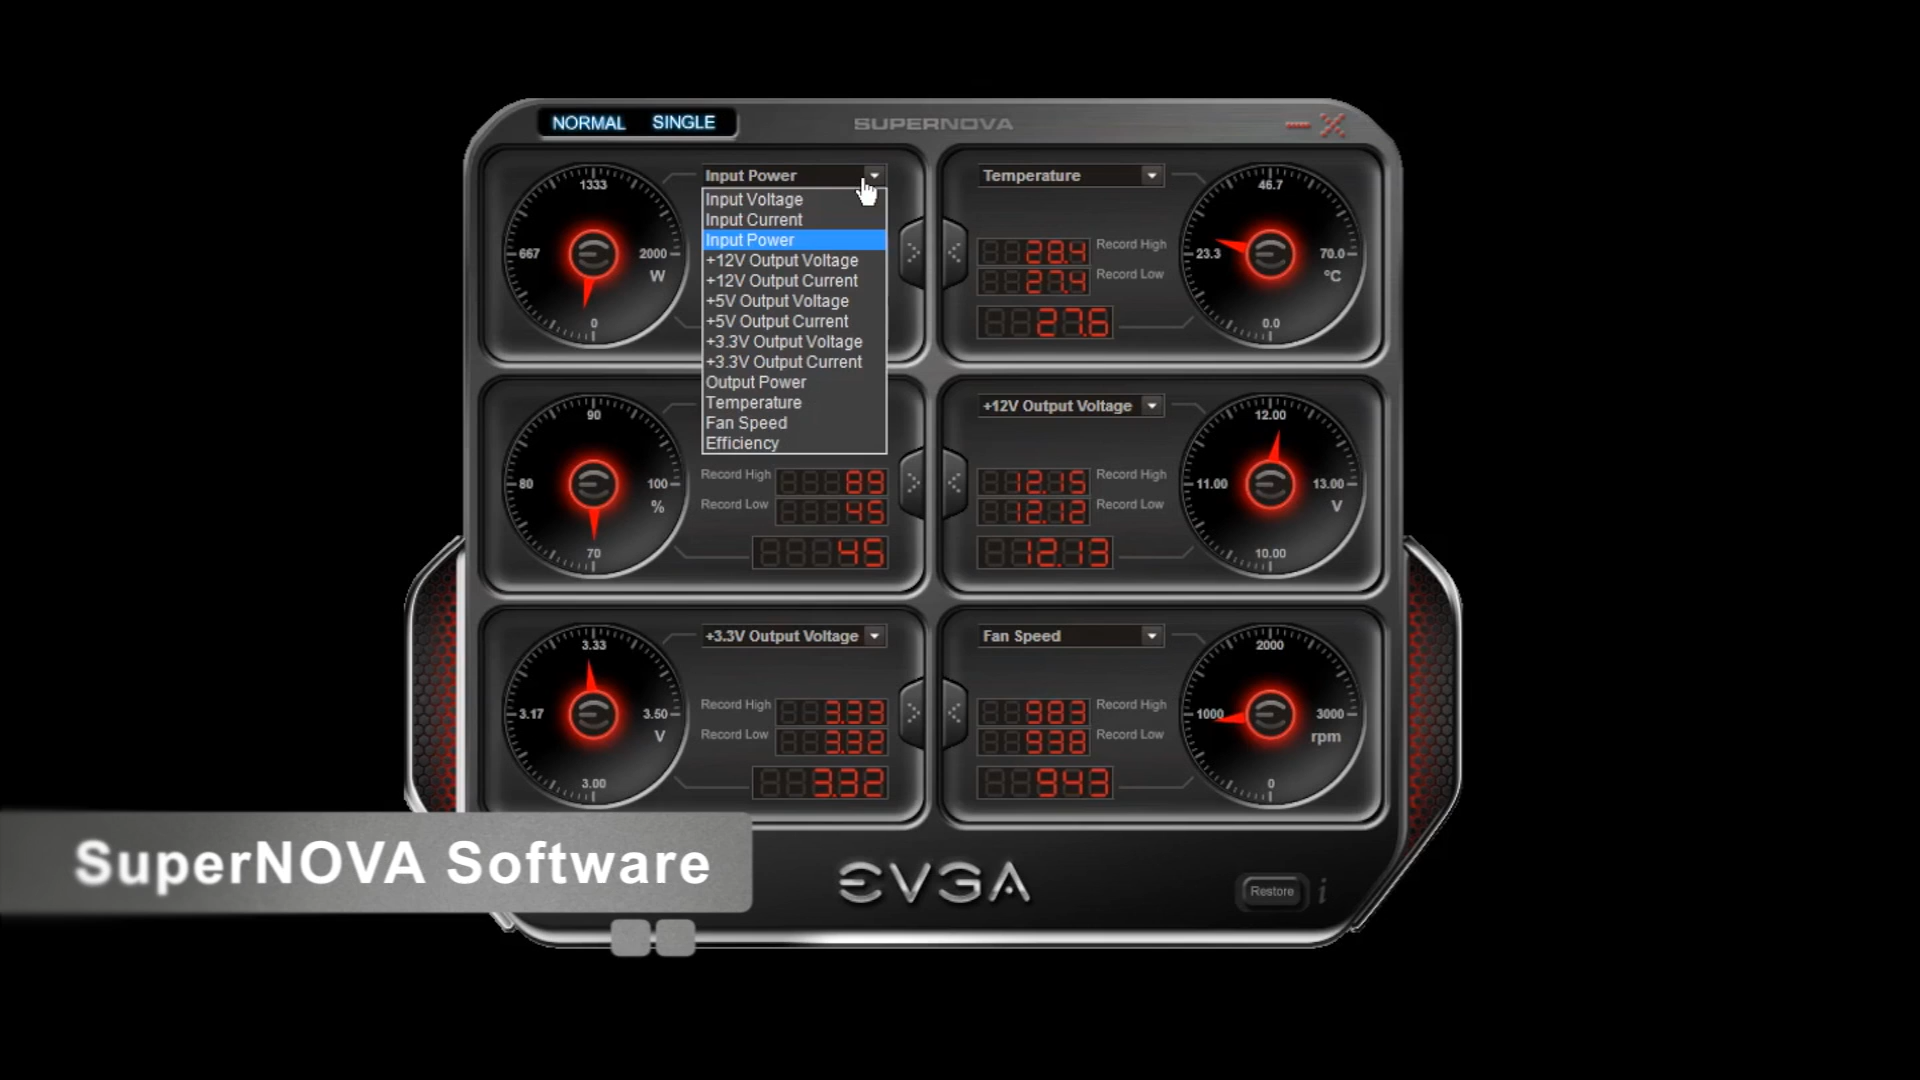 NORMAL SINGLE
SUPERNOVA
Input Power
Input Voltage
Input Current
Input Power
+12V Output Voltage
+12V Output Current
+5V Output Voltage
+5V Output Current
+3.3V Output Voltage
+3.3V Output Current
Output Power
Temperature
Fan Speed
Efficiency
1333
667
2000
W
0
Temperature
28.4 Record High
27.4 Record Low
27.6
46.7
23.3
70.0
°C
0.0
90
80
100
%
70
Record High 89
Record Low 45
45
+12V Output Voltage
12.15 Record High
12.12 Record Low
12.13
12.00
11.00
13.00
V
10.00
3.33
3.17
3.50
V
3.00
+3.3V Output Voltage
Record High 3.33
Record Low 3.32
3.32
Fan Speed
983 Record High
938 Record Low
943
2000
1000
3000
rpm
0
SuperNOVA Software
EVGA
Restore
i